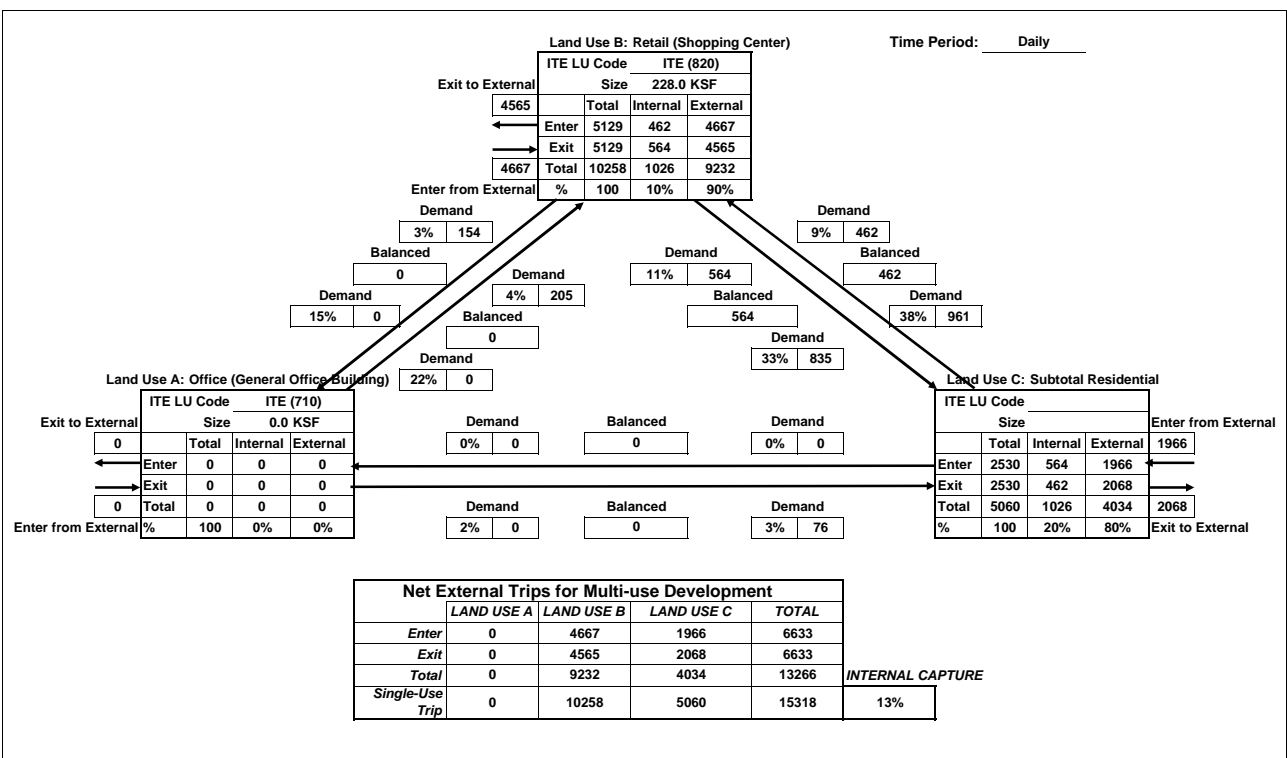 Land Use B: Retail (Shopping Center) Time Period: Daily
ITE LU Code ITE (820)
Exit to External Size 228.0 KSF
4565 Total Internal External
Enter 5129 462 4667
Exit 5129 564 4565
4667 Total 10258 1026 9232
Enter from External % 100 10% 90%
Demand Demand
3% 154 9% 462
Balanced Demand Balanced
0 Demand 11% 564 462
Demand 4% 205 Balanced Demand
15% 0 Balanced 564 38% 961
0 Demand
Demand 33% 835
Land Use A: Office (General Office Building) 22% 0 Land Use C: Subtotal Residential
ITE LU Code ITE (710) ITE LU Code
Exit to External Size 0.0 KSF Demand Balanced Demand Size Enter from External
0 Total Internal External 0% 0 0 0% 0 Total Internal External 1966
Enter 0 0 0 Enter 2530 564 1966
Exit 0 0 0 Exit 2530 462 2068
0 Total 0 0 0 Demand Balanced Demand Total 5060 1026 4034 2068
Enter from External % 100 0% 0% 2% 0 0 3% 76 % 100 20% 80% Exit to External
Net External Trips for Multi-use Development
LAND USE A LAND USE B LAND USE C TOTAL
Enter 0 4667 1966 6633
Exit 0 4565 2068 6633
Total 0 9232 4034 13266 INTERNAL CAPTURE
Single-Use
Trip 0 10258 5060 15318 13%